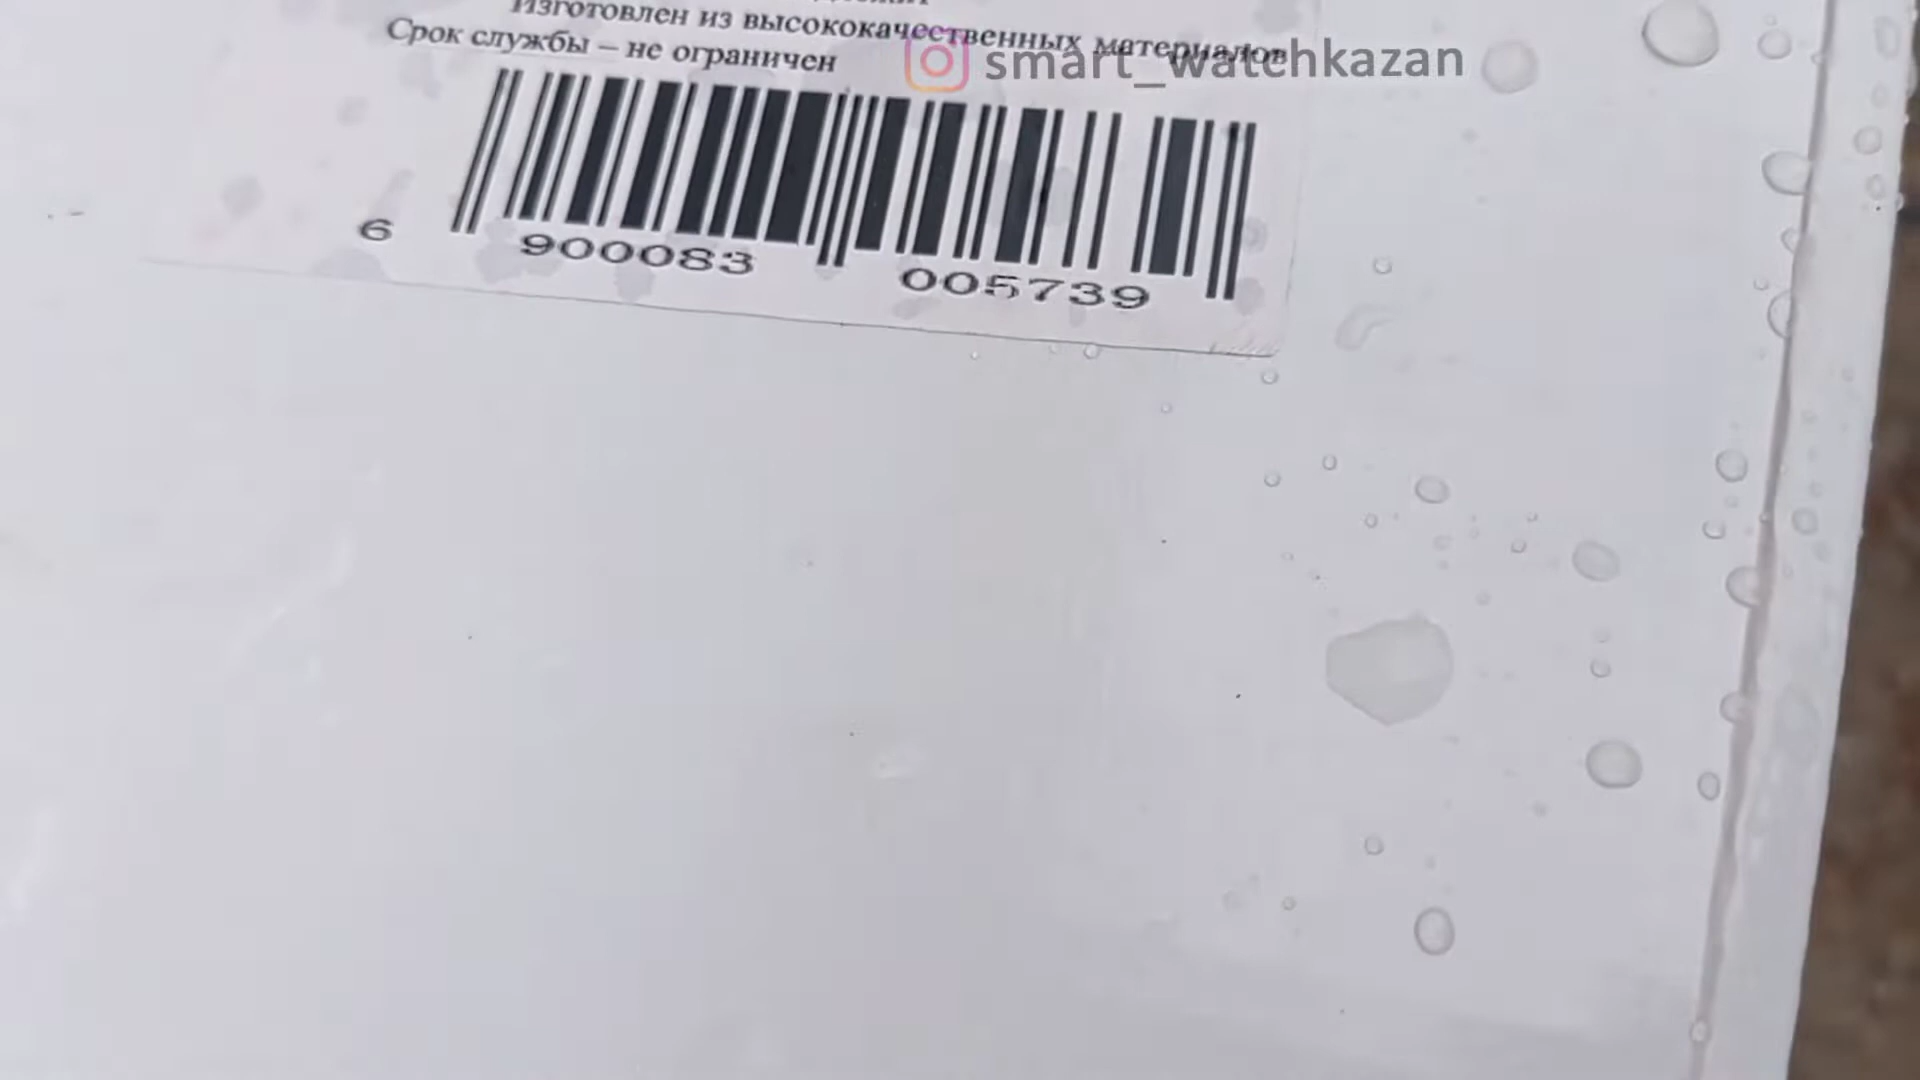 Изготовлен из высококачественных материалов
Срок службы – не ограничен
smart_watchkazan
6 900083 005739